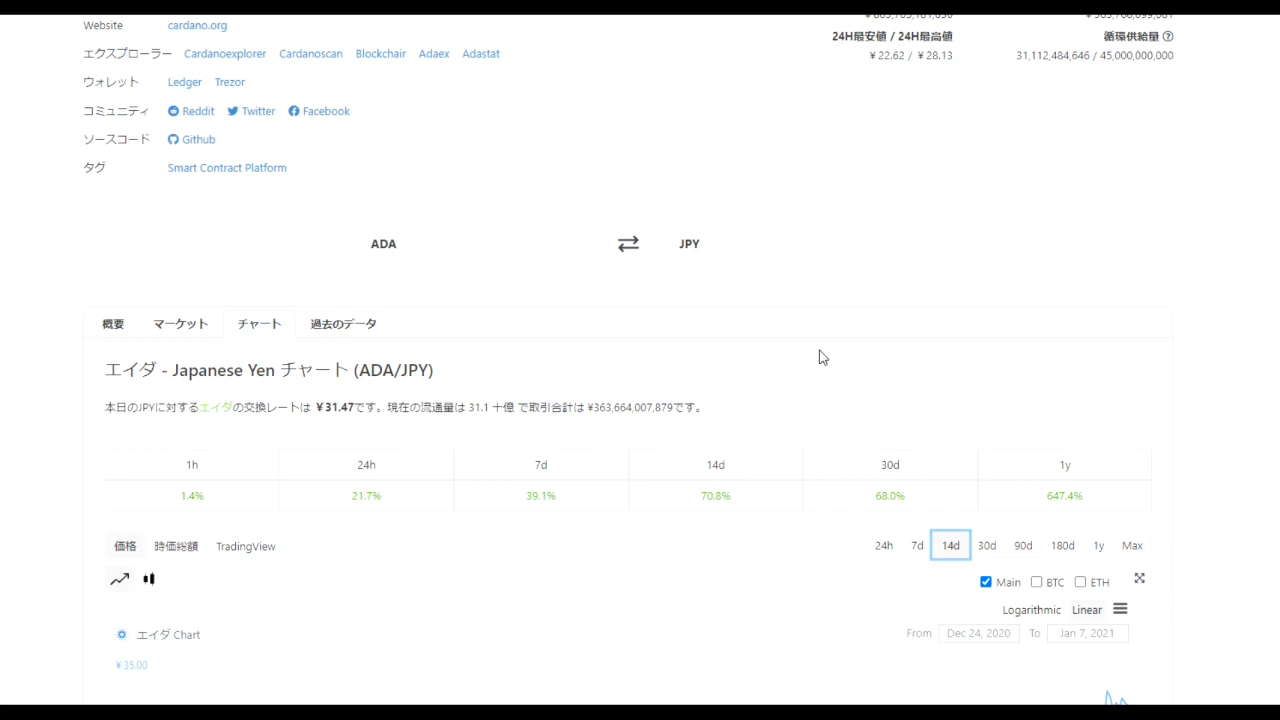 Website cardano.org
エクスプローラー Cardanoexplorer Cardanoscan Blockchair Adaex Adastat
ウォレット Ledger Trezor
コミュニティ Reddit Twitter Facebook
ソースコード Github
タグ Smart Contract Platform
24H最安値 / 24H最高値 循環供給量
¥22.62 / ¥28.13 31,112,484,646 / 45,000,000,000
ADA JPY
概要 マーケット チャート 過去のデータ
エイダ - Japanese Yen チャート (ADA/JPY)
本日のJPYに対するエイダの交換レートは ¥31.47です。現在の流通量は 31.1 十億 で取引合計は ¥363,664,007,879です。
1h 24h 7d 14d 30d 1y
1.4% 21.7% 39.1% 70.8% 68.0% 647.4%
価格 時価総額 TradingView 24h 7d 14d 30d 90d 180d 1y Max
Main BTC ETH
Logarithmic Linear
エイダ Chart From Dec 24, 2020 To Jan 7, 2021
¥35.00